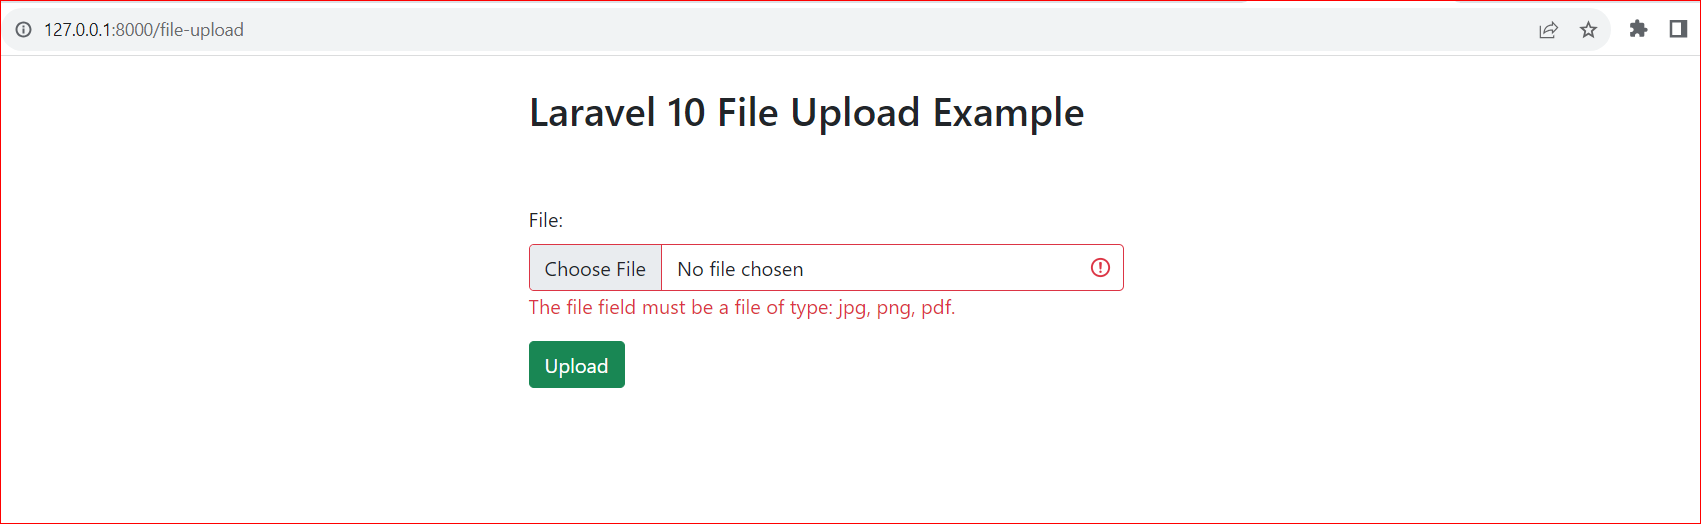 127.0.0.1:8000/file-upload
Laravel 10 File Upload Example
File:
Choose File No file chosen
The file field must be a file of type: jpg, png, pdf.
Upload